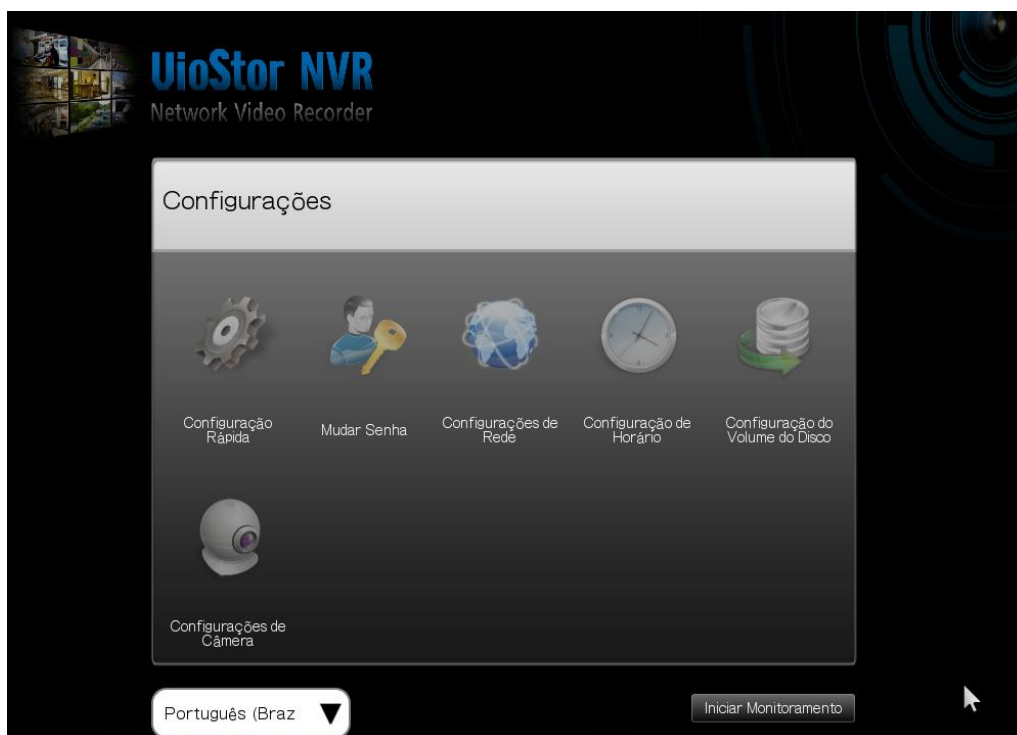 VioStor NVR
Network Video Recorder
Configurações
Configuração
Rápida
Mudar Senha
Configurações de
Rede
Configuração de
Horário
Configuração do
Volume do Disco
Configurações de
Câmera
Português (Braz
Iniciar Monitoramento